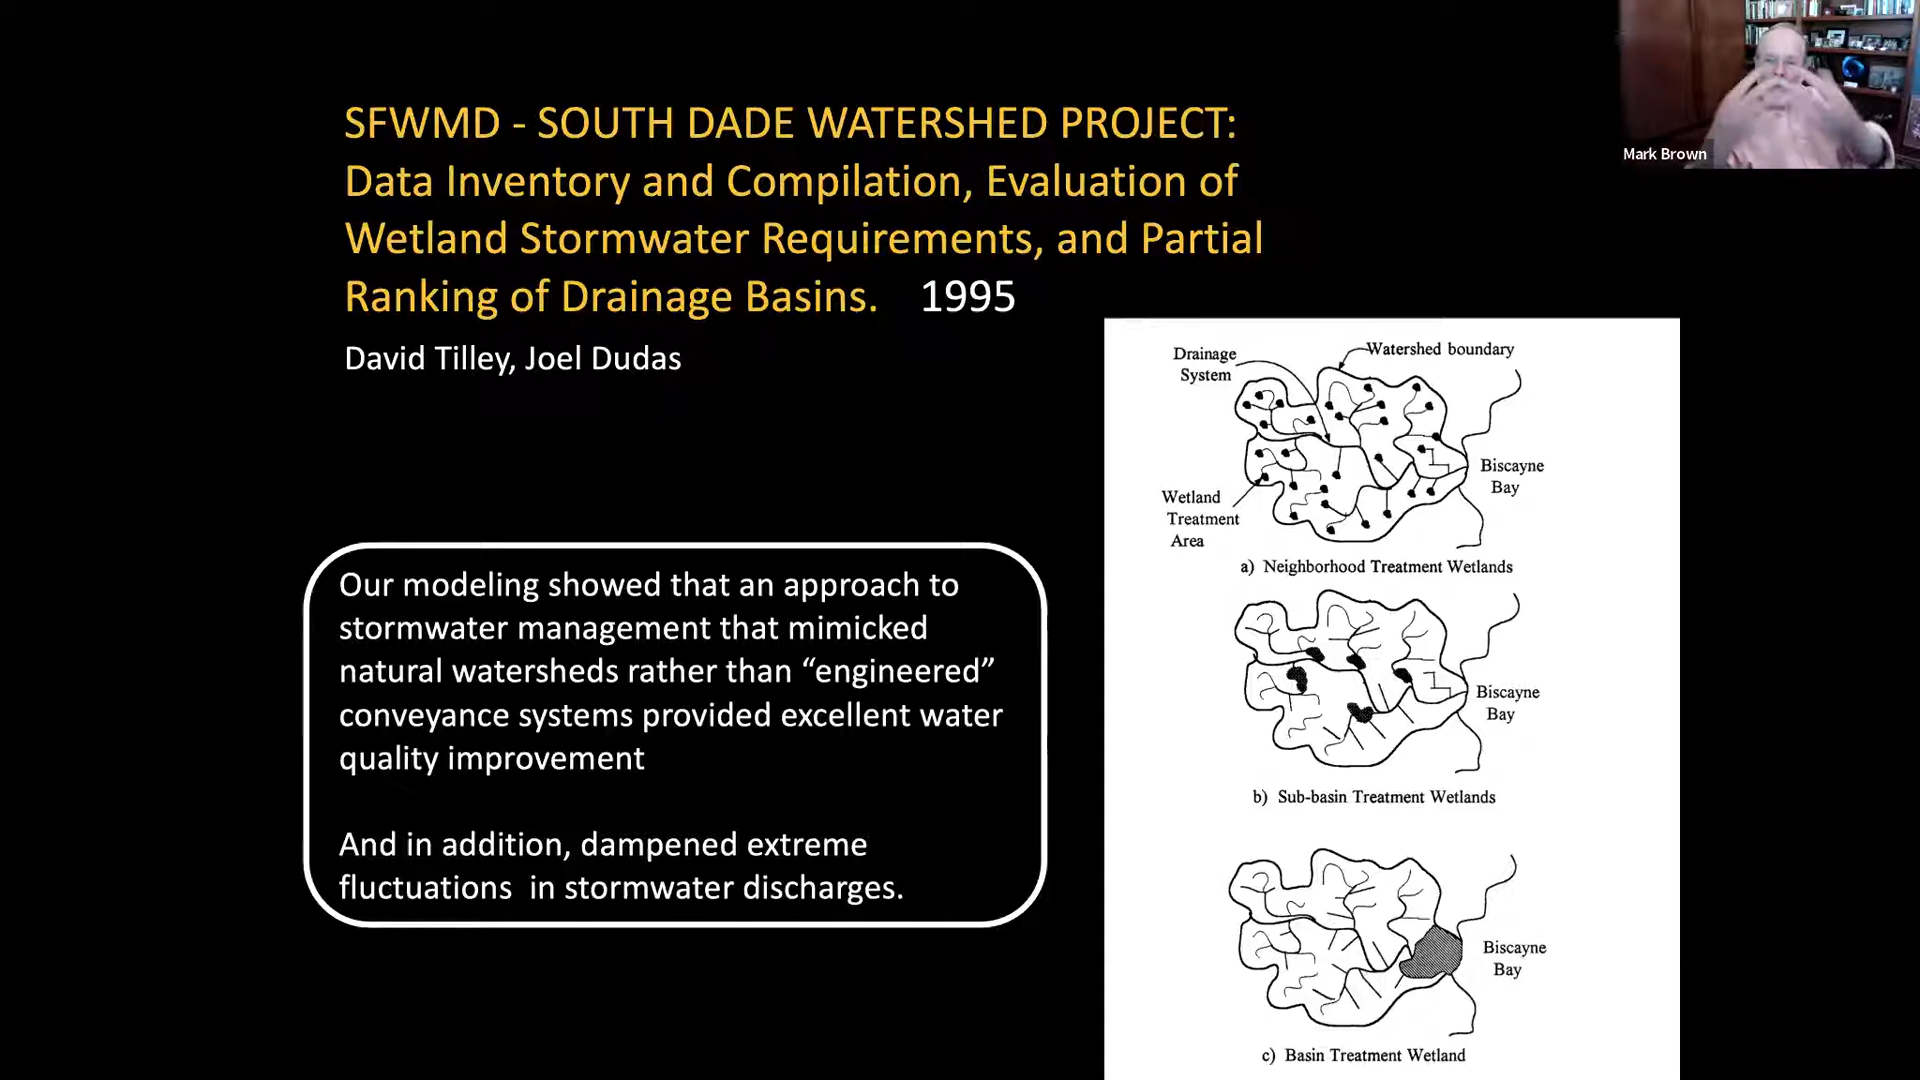 SFWMD - SOUTH DADE WATERSHED PROJECT:
Data Inventory and Compilation, Evaluation of
Wetland Stormwater Requirements, and Partial
Ranking of Drainage Basins. 1995
David Tilley, Joel Dudas
Mark Brown
Our modeling showed that an approach to
stormwater management that mimicked
natural watersheds rather than “engineered”
conveyance systems provided excellent water
quality improvement
And in addition, dampened extreme
fluctuations in stormwater discharges.
Drainage
System
Watershed boundary
Biscayne
Bay
Wetland
Treatment
Area
a) Neighborhood Treatment Wetlands
Biscayne
Bay
b) Sub-basin Treatment Wetlands
Biscayne
Bay
c) Basin Treatment Wetland